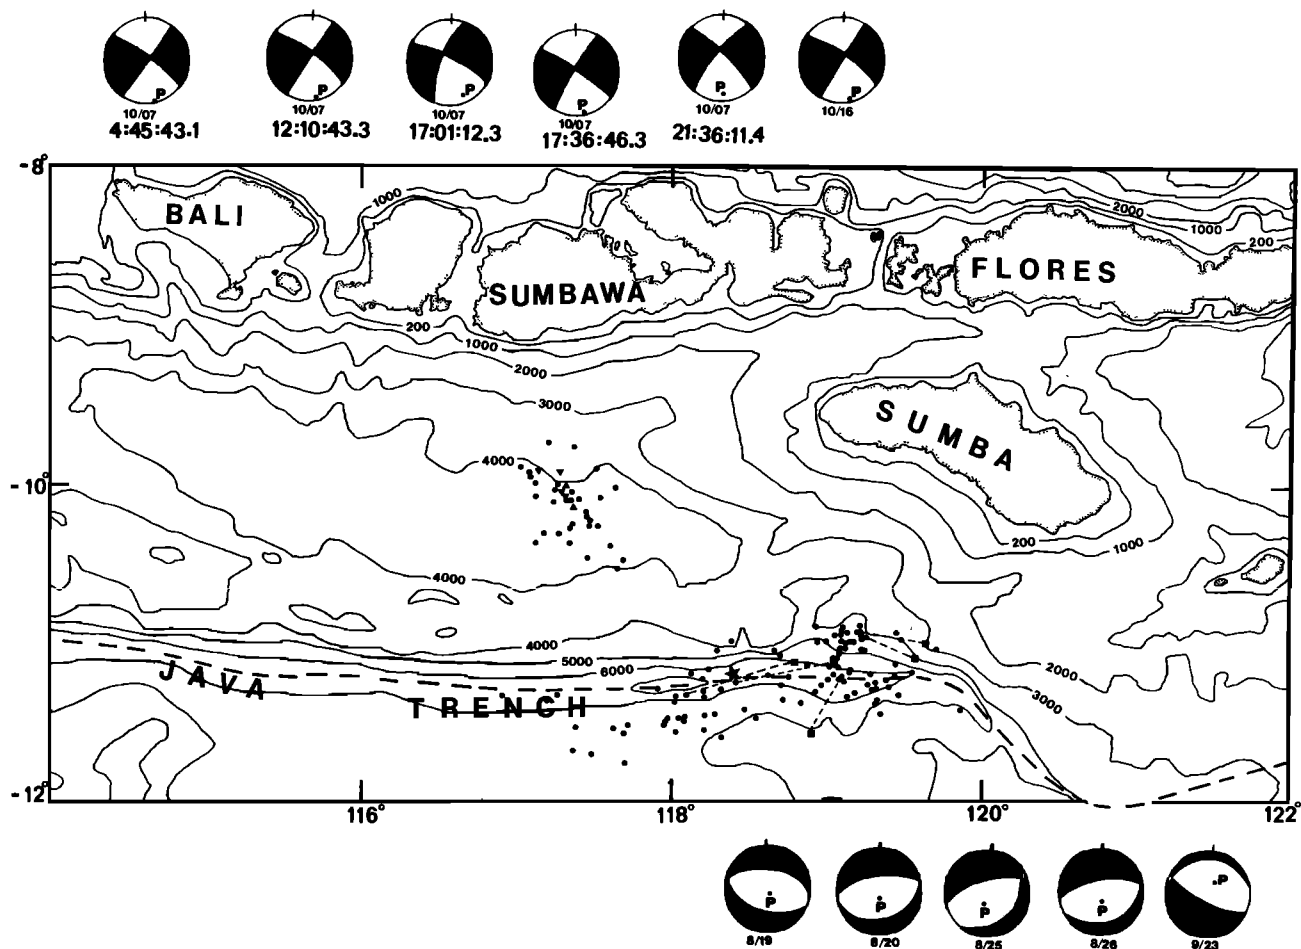 P P P P P P
10/07 10/07 10/07 10/07 10/07 10/16
4:45:43.1 12:10:43.3 17:01:12.3 17:36:46.3 21:36:11.4
-8°
1000 2000
BALI 1000
200
FLORES
SUMBAWA
200
1000
2000
3000
SUMBA
4000
-10°
200 1000
4000
4000
5000 2000
6000
JAVA 3000
TRENCH
-12°
116° 118° 120° 122°
P P P P P
8/19 8/20 8/25 8/26 9/23